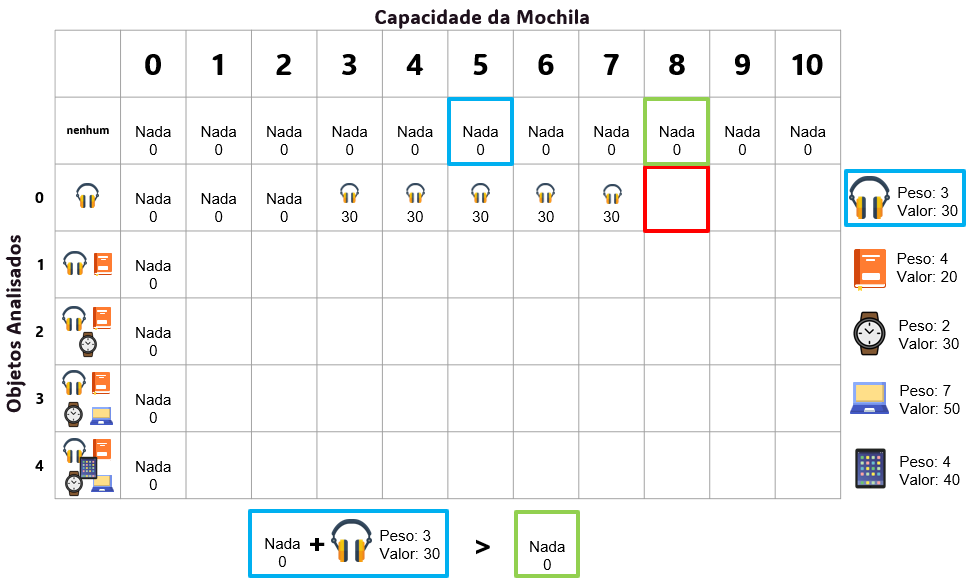 Capacidade da Mochila
0 1 2 3 4 5 6 7 8 9 10
nenhum
Nada Nada Nada Nada Nada Nada Nada Nada Nada Nada Nada
0 0 0 0 0 0 0 0 0 0 0
Objetos Analisados
0
Nada Nada Nada
0 0 0 30 30 30 30 30
Peso: 3
Valor: 30
1
Nada
0
Peso: 4
Valor: 20
2
Nada
0
Peso: 2
Valor: 30
3
Nada
0
Peso: 7
Valor: 50
4
Nada
0
Peso: 4
Valor: 40
Nada
0
+
Peso: 3
Valor: 30
>
Nada
0